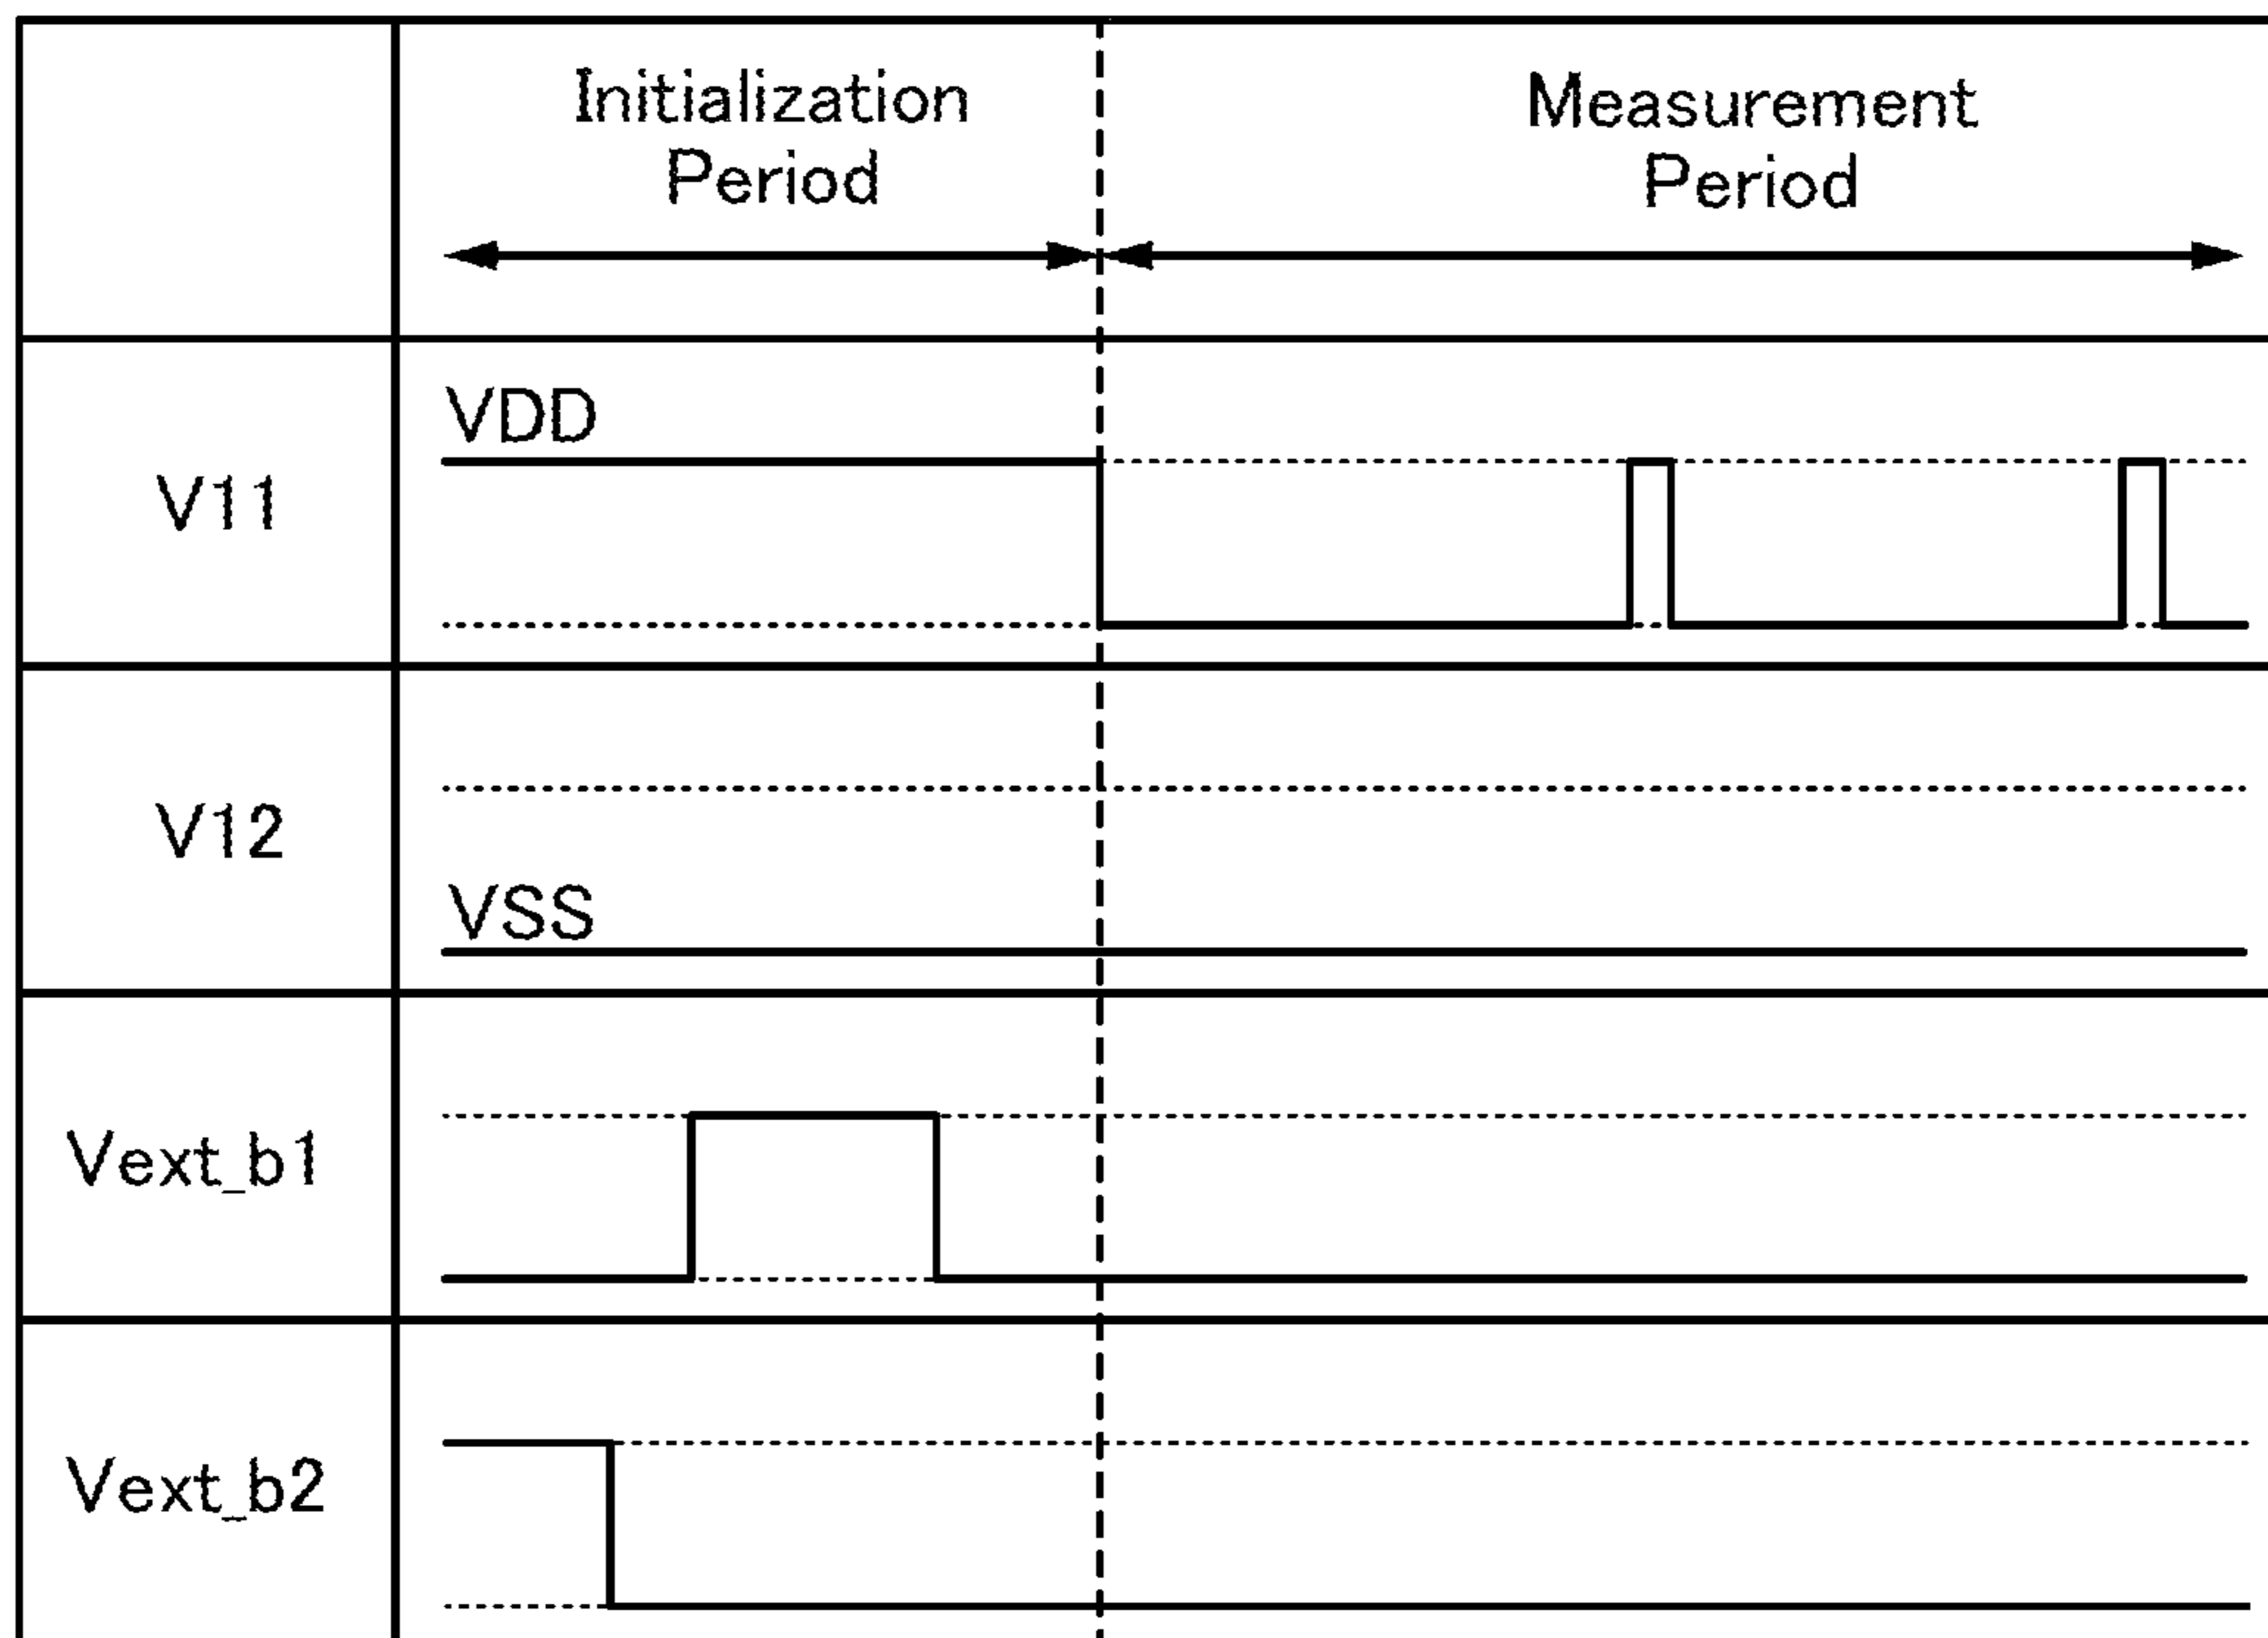 Initialization
Period
Measurement
Period
VDD
V11
V12
VSS
Vext_b1
Vext_b2